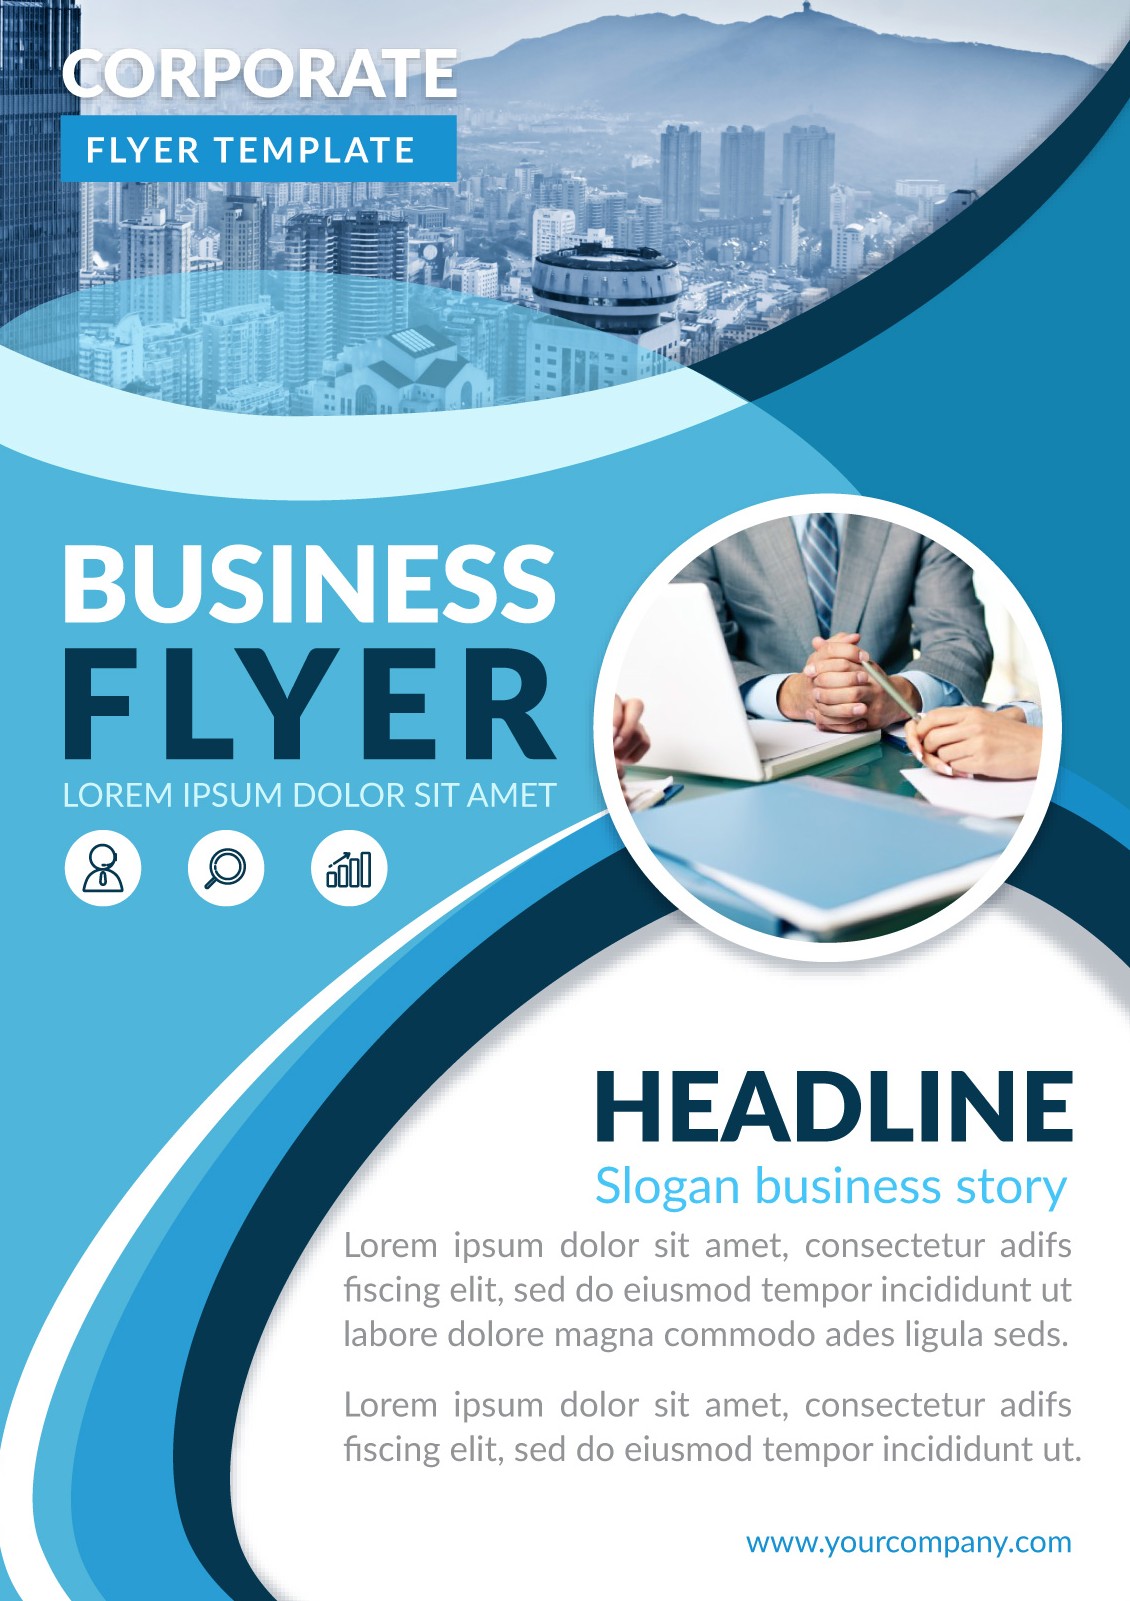 CORPORATE
FLYER TEMPLATE
BUSINESS
FLYER
LOREM IPSUM DOLOR SIT AMET
HEADLINE
Slogan business story
Lorem ipsum dolor sit amet, consectetur adifs
fiscing elit, sed do eiusmod tempor incididunt ut
labore dolore magna commodo ades ligula seds.
Lorem ipsum dolor sit amet, consectetur adifs
fiscing elit, sed do eiusmod tempor incididunt ut.
www.yourcompany.com